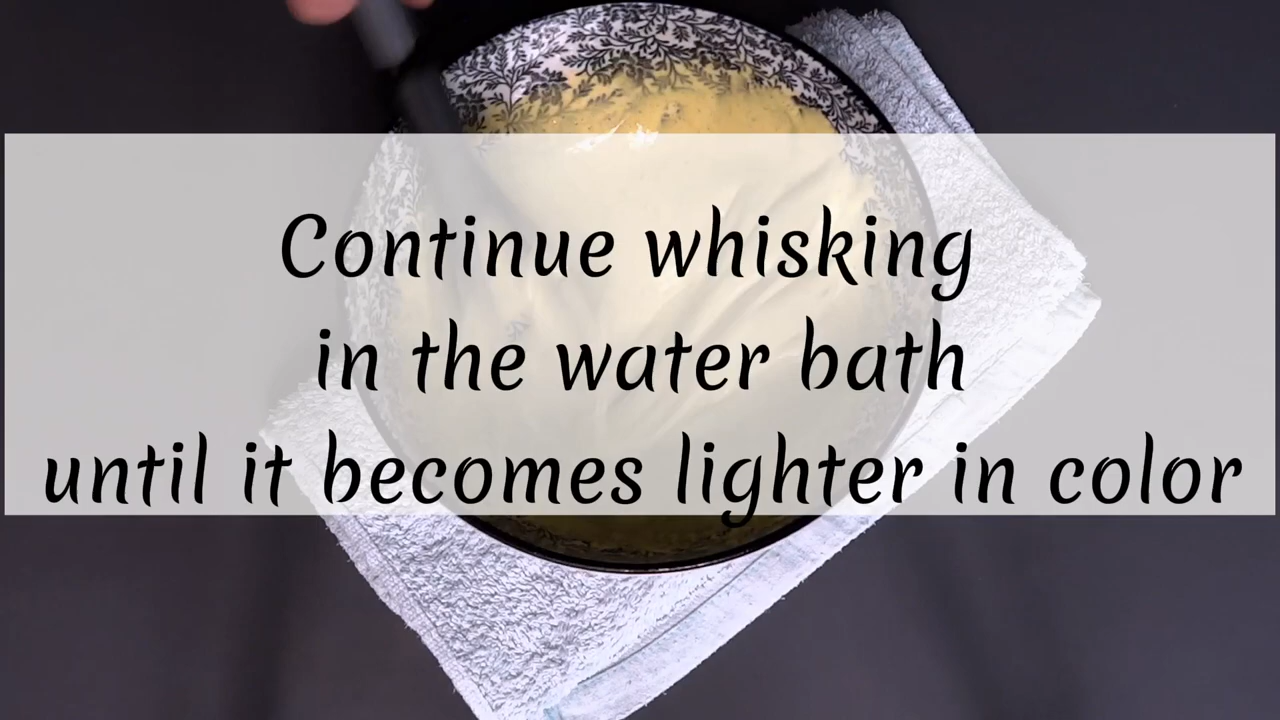 Continue whisking
in the water bath
until it becomes lighter in color